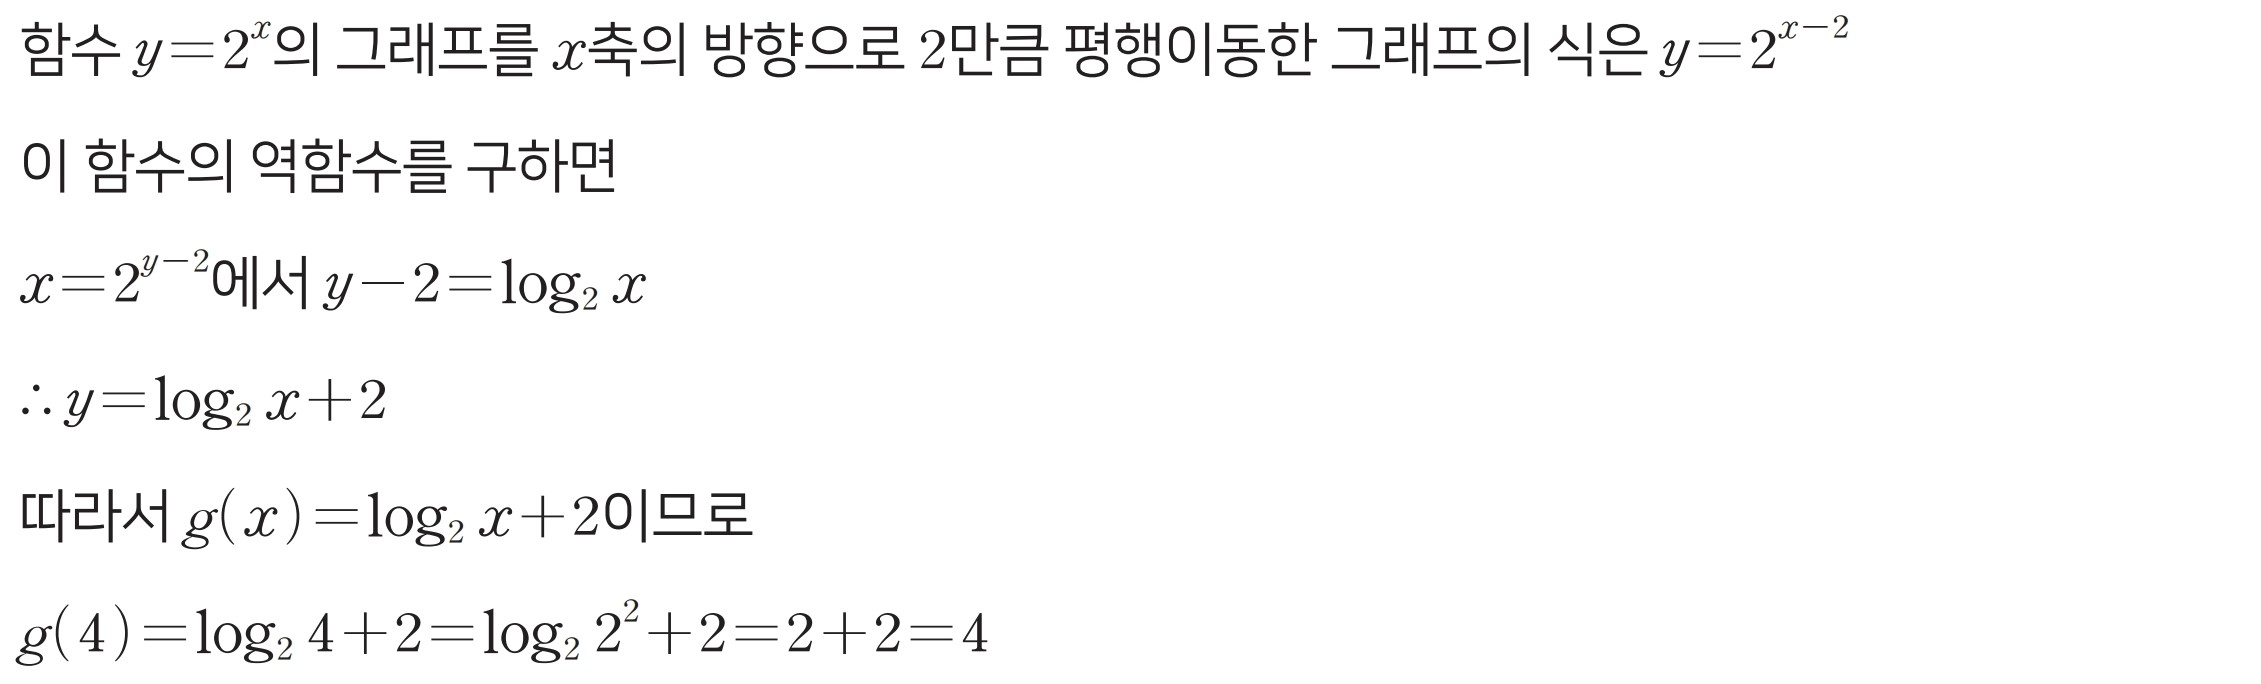 함수 y=2^x의 그래프를 x축의 방향으로 2만큼 평행이동한 그래프의 식은 y=2^{x-2}
이 함수의 역함수를 구하면
x=2^{y-2}에서 y-2=log_2 x
∴ y=log_2 x+2
따라서 g(x)=log_2 x+2이므로
g(4)=log_2 4+2=log_2 2^2+2=2+2=4